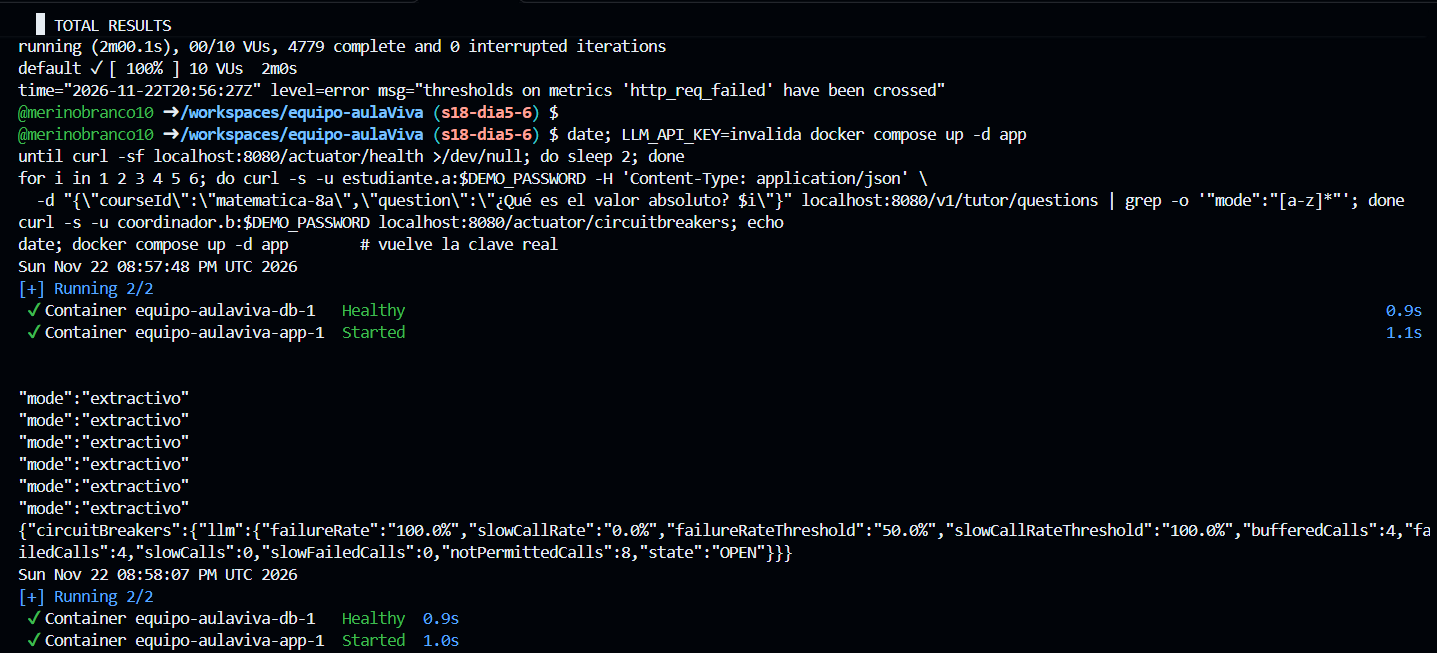 TOTAL RESULTS
running (2m00.1s), 00/10 VUs, 4779 complete and 0 interrupted iterations
default ✓ [ 100% ] 10 VUs  2m0s
time="2026-11-22T20:56:27Z" level=error msg="thresholds on metrics 'http_req_failed' have been crossed"
@merinobranco10 ➜/workspaces/equipo-aulaViva (s18-dia5-6) $
@merinobranco10 ➜/workspaces/equipo-aulaViva (s18-dia5-6) $ date; LLM_API_KEY=invalida docker compose up -d app
until curl -sf localhost:8080/actuator/health >/dev/null; do sleep 2; done
for i in 1 2 3 4 5 6; do curl -s -u estudiante.a:$DEMO_PASSWORD -H 'Content-Type: application/json' \
  -d "{\"courseId\":\"matematica-8a\",\"question\":\"¿Qué es el valor absoluto? $i\"}" localhost:8080/v1/tutor/questions | grep -o '"mode":"[a-z]*"'; done
curl -s -u coordinador.b:$DEMO_PASSWORD localhost:8080/actuator/circuitbreakers; echo
date; docker compose up -d app        # vuelve la clave real
Sun Nov 22 08:57:48 PM UTC 2026
[+] Running 2/2
✓ Container equipo-aulaviva-db-1   Healthy   0.9s
✓ Container equipo-aulaviva-app-1  Started   1.1s
"mode":"extractivo"
"mode":"extractivo"
"mode":"extractivo"
"mode":"extractivo"
"mode":"extractivo"
"mode":"extractivo"
{"circuitBreakers":{"llm":{"failureRate":"100.0%","slowCallRate":"0.0%","failureRateThreshold":"50.0%","slowCallRateThreshold":"100.0%","bufferedCalls":4,"fa
iledCalls":4,"slowCalls":0,"slowFailedCalls":0,"notPermittedCalls":8,"state":"OPEN"}}}
Sun Nov 22 08:58:07 PM UTC 2026
[+] Running 2/2
✓ Container equipo-aulaviva-db-1   Healthy  0.9s
✓ Container equipo-aulaviva-app-1  Started  1.0s